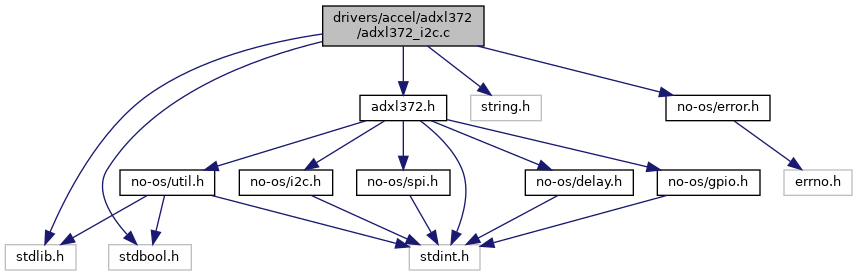 drivers/accel/adxl372
/adxl372_i2c.c
adxl372.h
string.h
no-os/error.h
no-os/util.h
no-os/i2c.h
no-os/spi.h
no-os/delay.h
no-os/gpio.h
errno.h
stdlib.h
stdbool.h
stdint.h